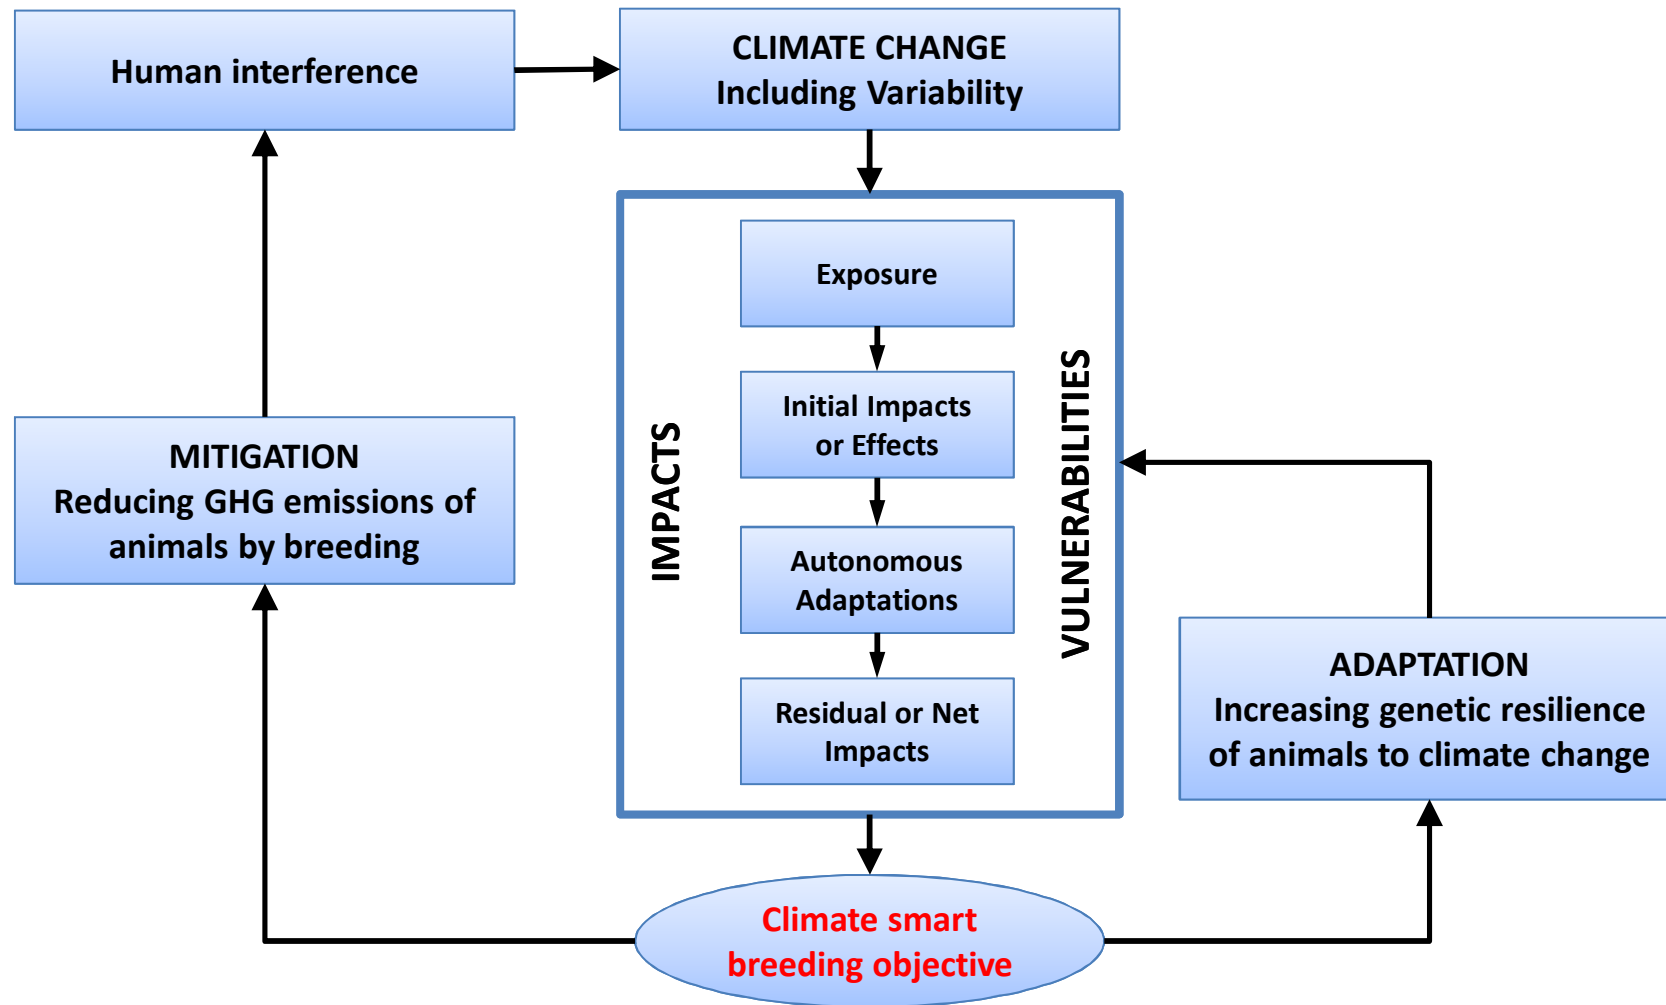 Human interference
CLIMATE CHANGE
Including Variability
Exposure
Initial Impacts
or Effects
Autonomous
Adaptations
Residual or Net
Impacts
IMPACTS
VULNERABILITIES
MITIGATION
Reducing GHG emissions of
animals by breeding
ADAPTATION
Increasing genetic resilience
of animals to climate change
Climate smart
breeding objective